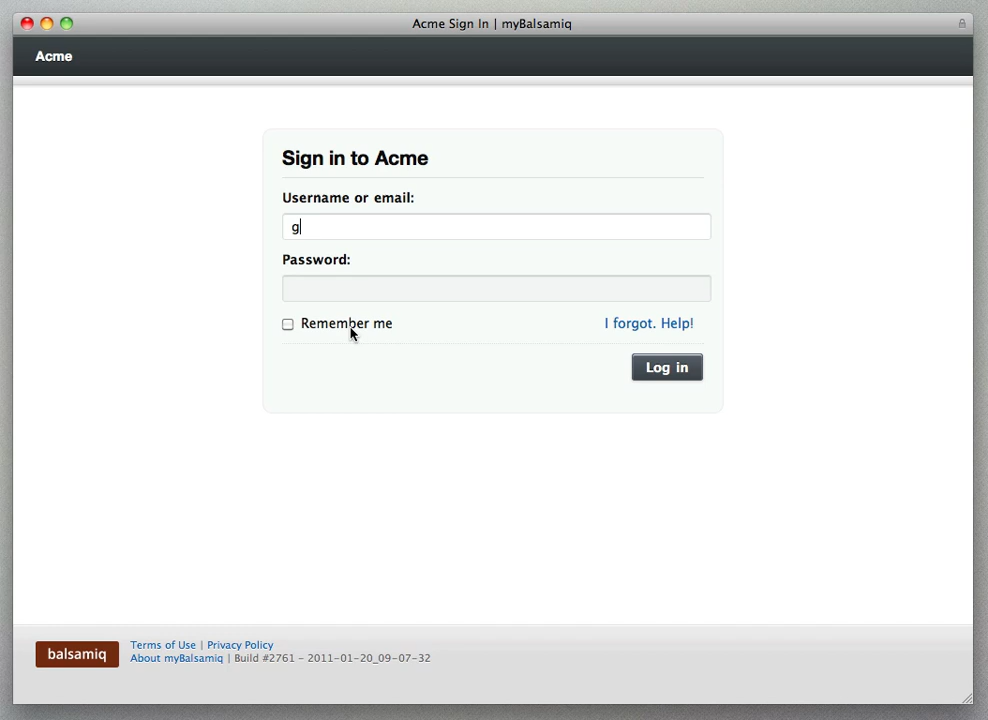 Acme Sign In | myBalsamiq
Acme
Sign in to Acme
Username or email:
g
Password:
Remember me
I forgot. Help!
Log in
balsamiq
Terms of Use | Privacy Policy
About myBalsamiq | Build #2761 - 2011-01-20_09-07-32